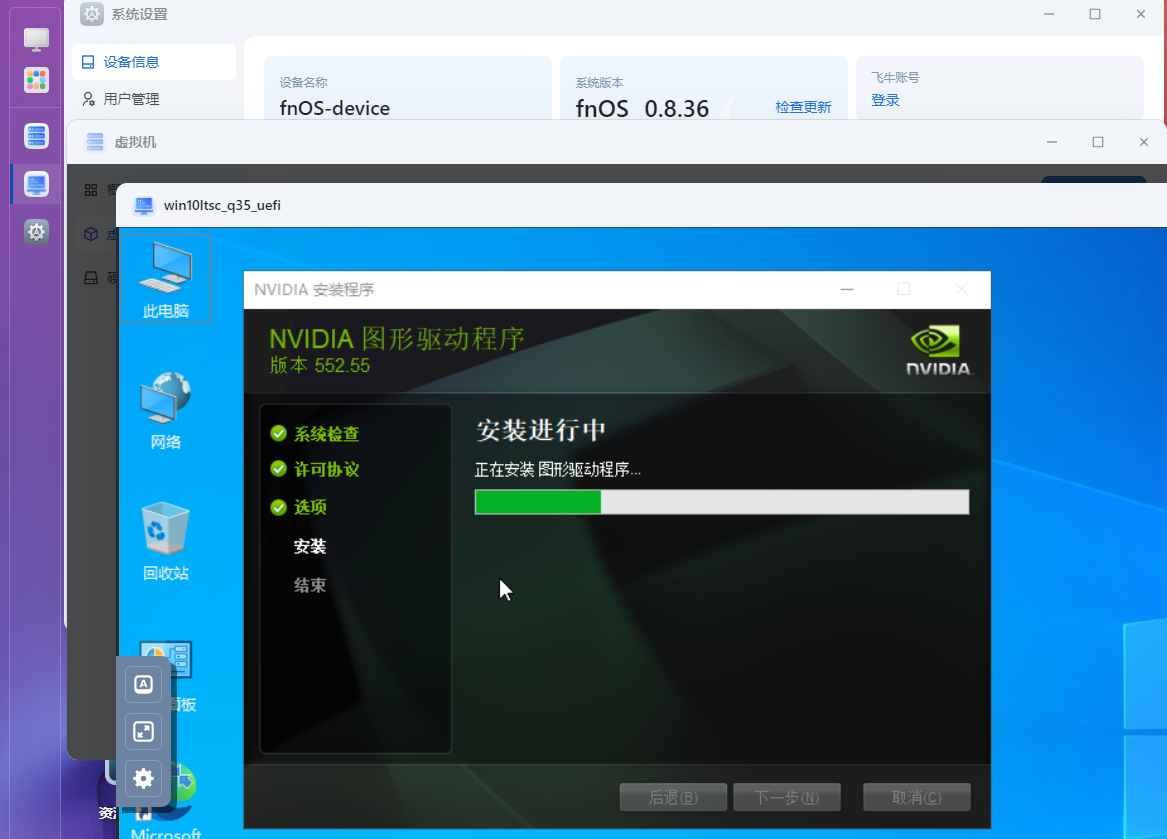 系统设置
设备信息
用户管理
设备名称
fnOS-device
系统版本
fnOS 0.8.36
检查更新
飞牛账号
登录
虚拟机
win10ltsc_q35_uefi
此电脑
网络
回收站
面板
Microsoft
NVIDIA 安装程序
NVIDIA 图形驱动程序
版本 552.55
NVIDIA.
系统检查
许可协议
选项
安装
结束
安装进行中
正在安装 图形驱动程序...
后退(B)
下一步(N)
取消(C)